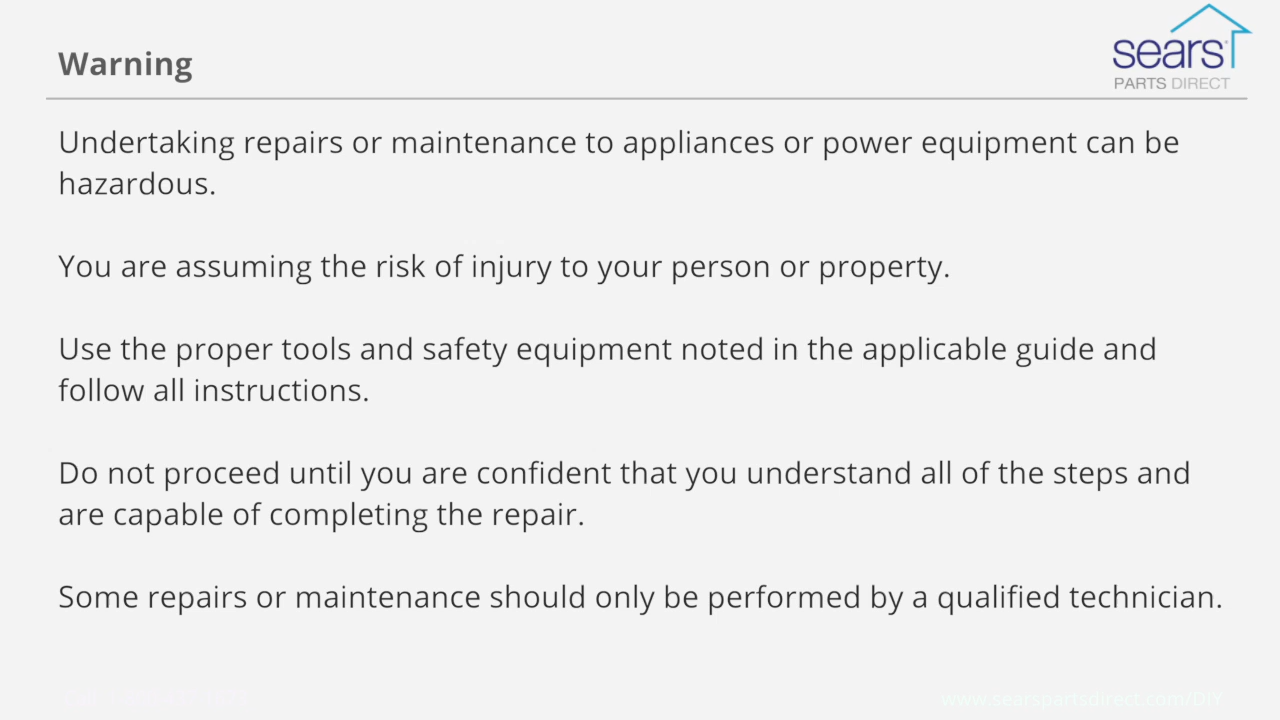 Warning
sears
PARTS DIRECT
Undertaking repairs or maintenance to appliances or power equipment can be
hazardous.
You are assuming the risk of injury to your person or property.
Use the proper tools and safety equipment noted in the applicable guide and
follow all instructions.
Do not proceed until you are confident that you understand all of the steps and
are capable of completing the repair.
Some repairs or maintenance should only be performed by a qualified technician.
www.searspartsdirect.com/DIY